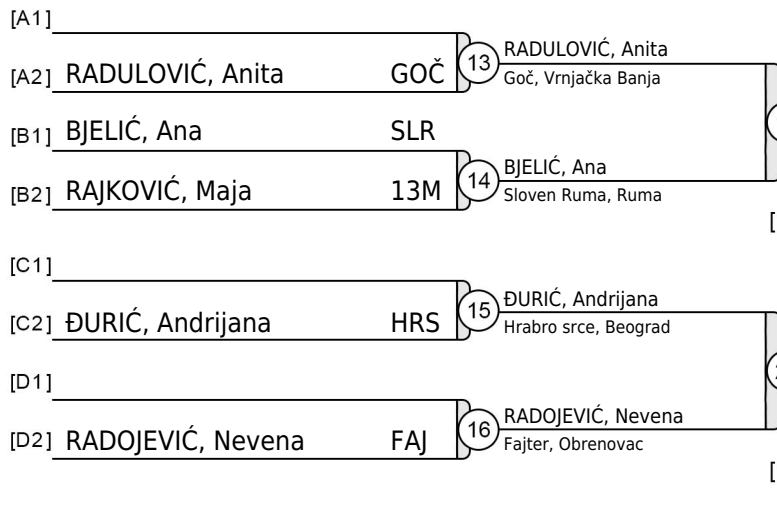 [A1]
[A2] RADULOVIĆ, Anita GOČ
13
RADULOVIĆ, Anita
Goč, Vrnjačka Banja
[B1] BJELIĆ, Ana SLR
[B2] RAJKOVIĆ, Maja 13M
14
BJELIĆ, Ana
Sloven Ruma, Ruma
[
[C1]
[C2] ĐURIĆ, Andrijana HRS
15
ĐURIĆ, Andrijana
Hrabro srce, Beograd
[D1]
[D2] RADOJEVIĆ, Nevena FAJ
16
RADOJEVIĆ, Nevena
Fajter, Obrenovac
[